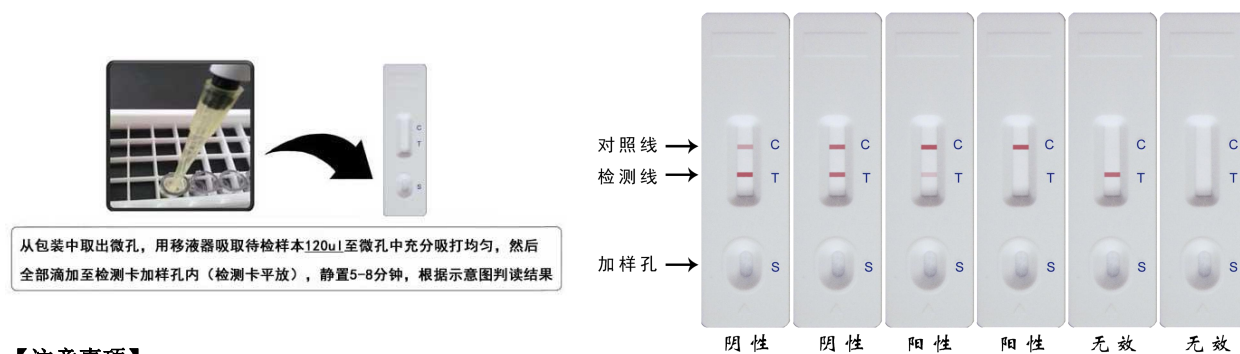 C
T
S
从包装中取出微孔，用移液器吸取待检样本120ul至微孔中充分吸打均匀，然后
全部滴加至检测卡加样孔内（检测卡平放），静置5-8分钟，根据示意图判读结果
对照线
检测线
加样孔
C C C C C C
T T T T T T
S S S S S S
阴性 阴性 阳性 阳性 无效 无效
【注意事项】